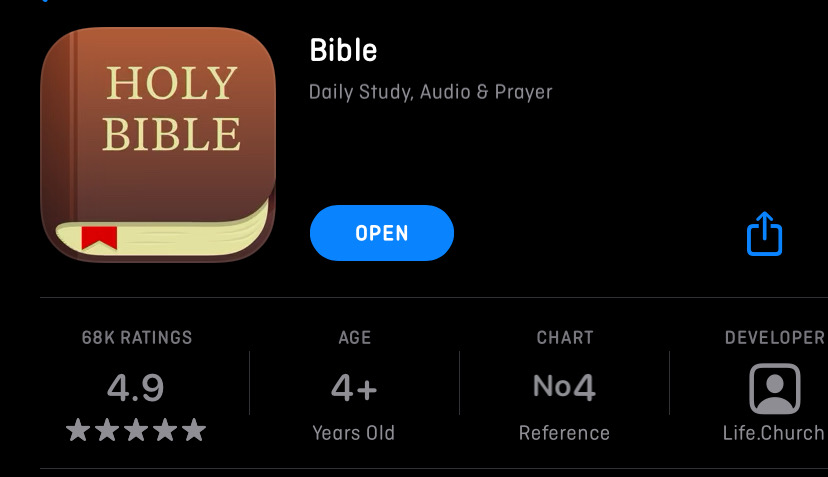 HOLY
BIBLE
Bible
Daily Study, Audio & Prayer
OPEN
68K RATINGS
4.9
AGE
4+
Years Old
CHART
No4
Reference
DEVELOPER
Life.Church